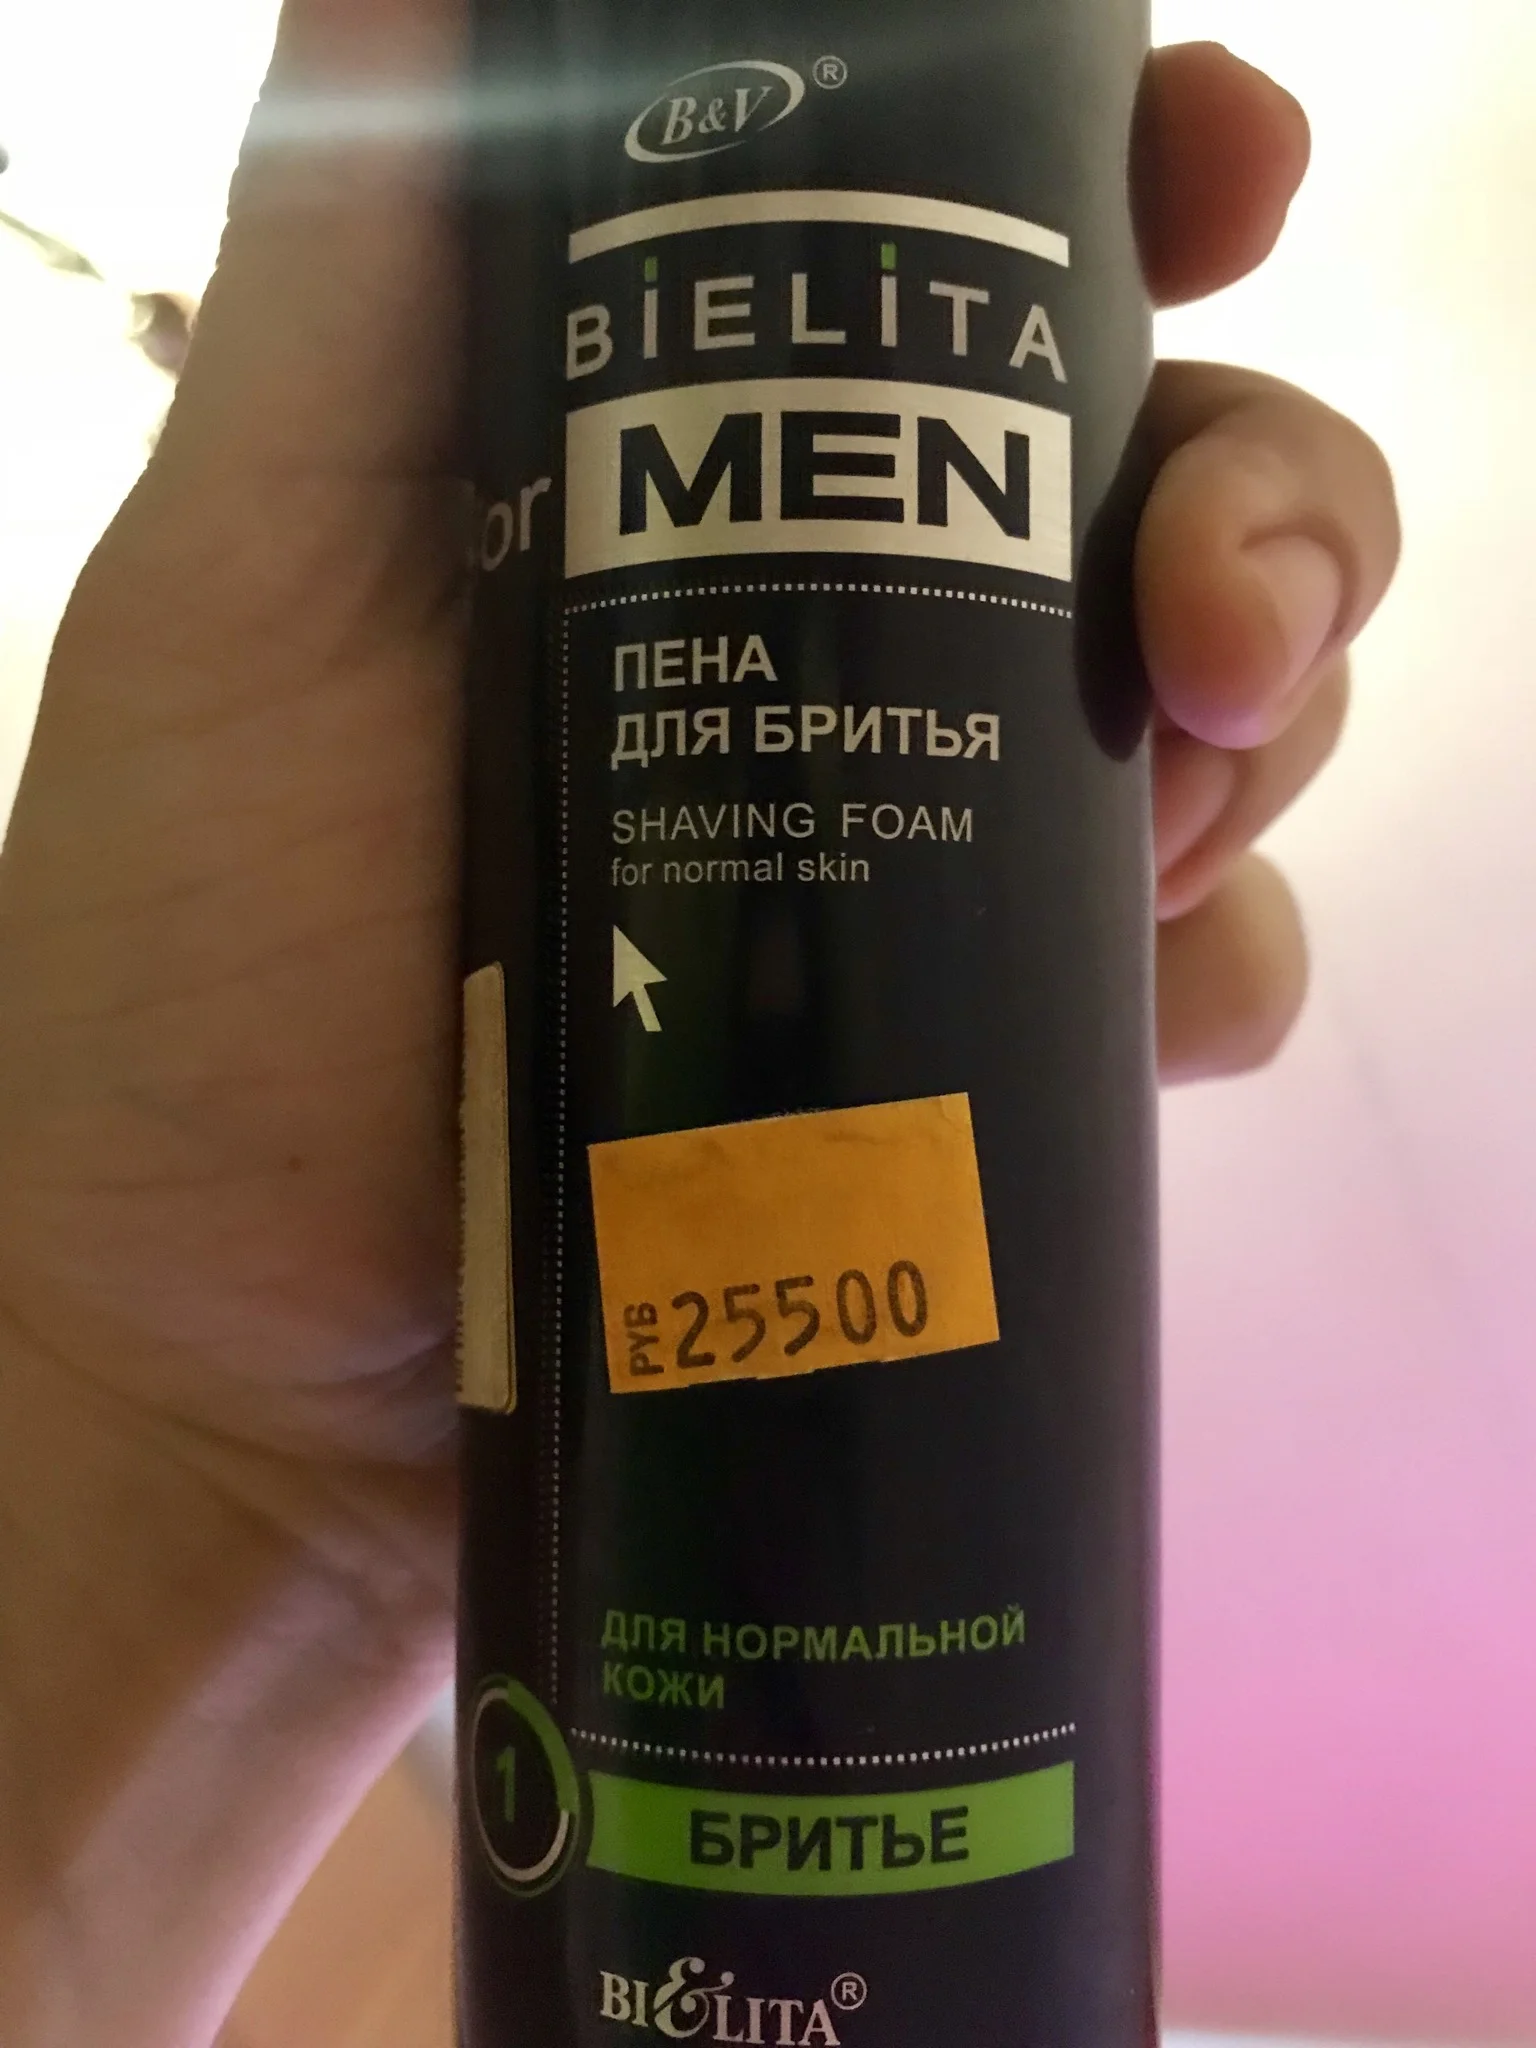 B&V®
BiELiTA
for MEN
ПЕНА
ДЛЯ БРИТЬЯ
SHAVING FOAM
for normal skin
РУБ 25500
ДЛЯ НОРМАЛЬНОЙ
КОЖИ
1 БРИТЬЕ
BIELITA®